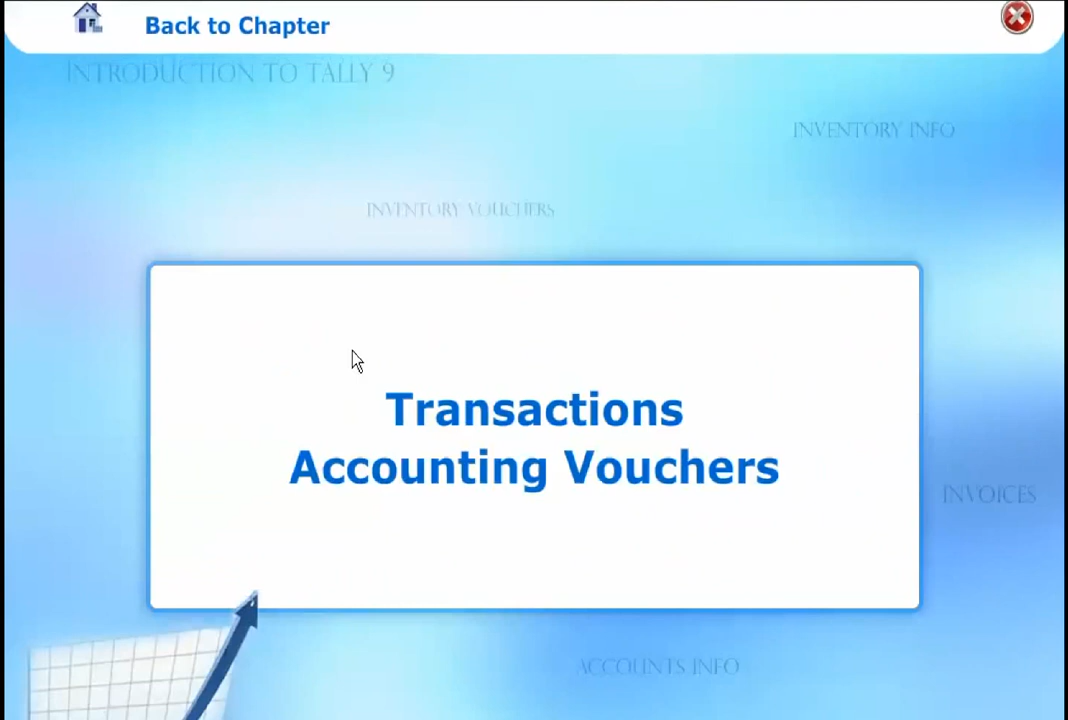 Back to Chapter
INTRODUCTION TO TALLY 9
INVENTORY INFO
INVENTORY VOUCHERS
Transactions
Accounting Vouchers
INVOICES
ACCOUNTS INFO